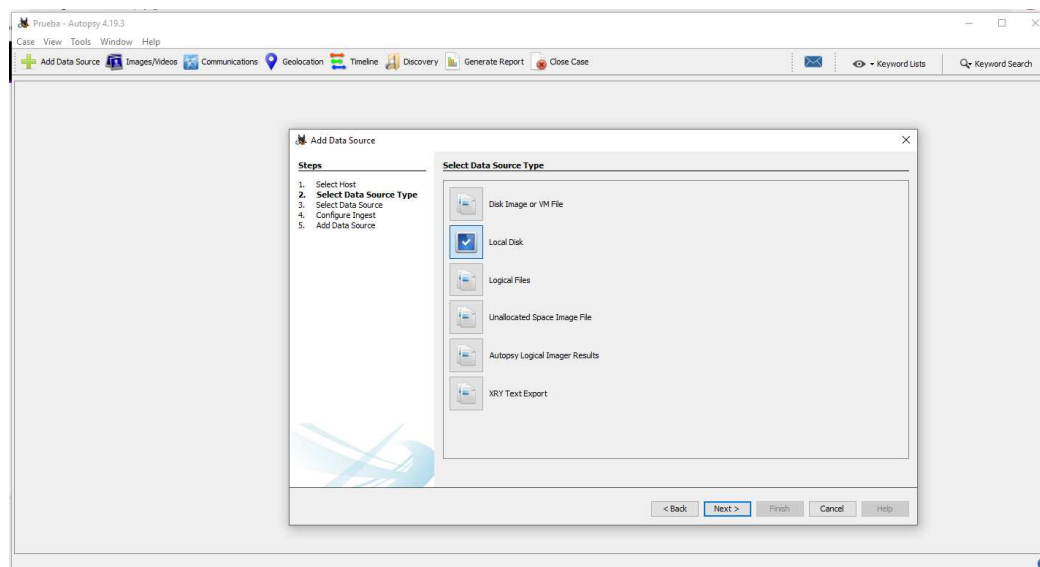 Prueba - Autopsy 4.19.3
Case View Tools Window Help
Add Data Source Images/Videos Communications Geolocation Timeline Discovery Generate Report Close Case Keyword Lists Keyword Search
Add Data Source
Steps
1. Select Host
2. Select Data Source Type
3. Select Data Source
4. Configure Ingest
5. Add Data Source
Select Data Source Type
Disk Image or VM File
Local Disk
Logical Files
Unallocated Space Image File
Autopsy Logical Imager Results
XRY Text Export
< Back Next > Finish Cancel Help